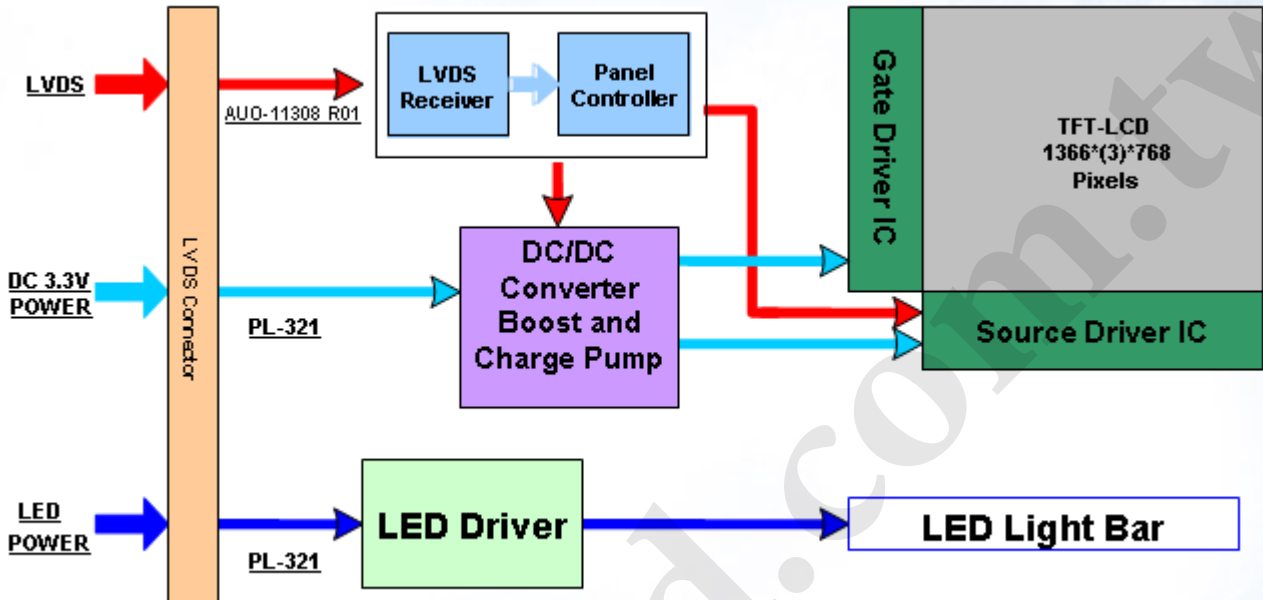 LVDS
AUO-11308 R01
LVDS
Receiver
Panel
Controller
Gate Driver IC
TFT-LCD
1366*(3)*768
Pixels
LVDS Connector
DC 3.3V
POWER
PL-321
DC/DC
Converter
Boost and
Charge Pump
Source Driver IC
LED
POWER
PL-321
LED Driver
LED Light Bar
d.com.tw